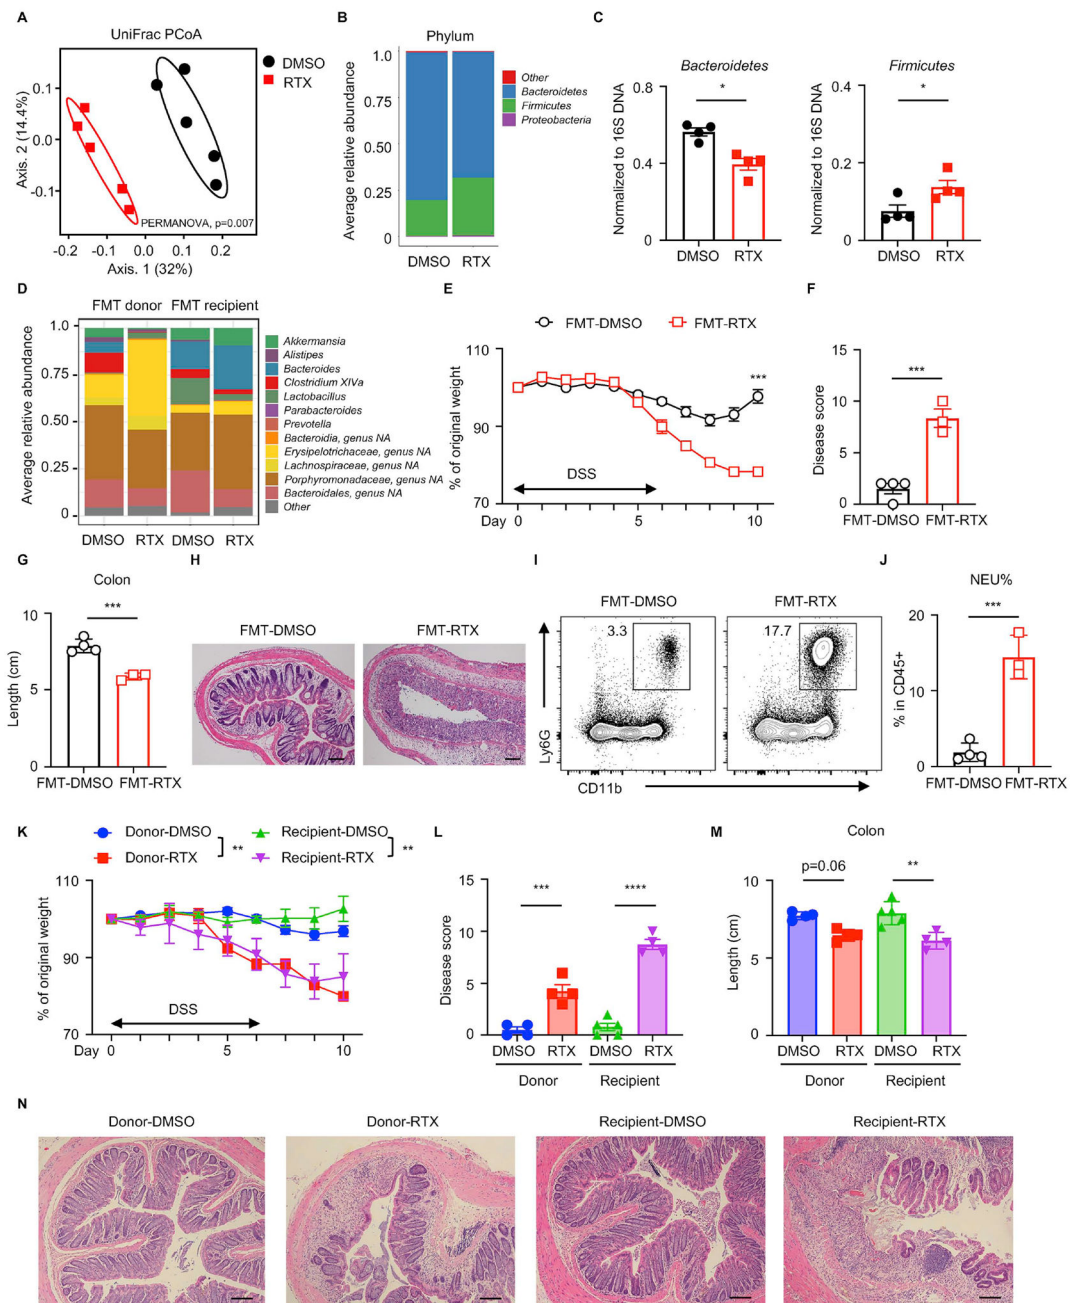 A
UniFrac PCoA
DMSO
RTX
Axis. 2 (14.4%)
0.1
0.0
-0.1
PERMANOVA, p=0.007
-0.2 -0.1 0.0 0.1 0.2
Axis. 1 (32%)
B
Phylum
Average relative abundance
1.0
0.75
0.50
0.25
0
DMSO RTX
Other
Bacteroidetes
Firmicutes
Proteobacteria
C
Bacteroidetes
Normalized to 16S DNA
0.8
0.4
0
*
DMSO RTX
Firmicutes
Normalized to 16S DNA
0.4
0.2
0
*
DMSO RTX
D
FMT donor FMT recipient
Average relative abundance
1.0
0.75
0.50
0.25
0
DMSO RTX DMSO RTX
Akkermansia
Alistipes
Bacteroides
Clostridium XIVa
Lactobacillus
Parabacteroides
Prevotella
Bacteroidia, genus NA
Erysipelotrichaceae, genus NA
Lachnospiraceae, genus NA
Porphyromonadaceae, genus NA
Bacteroidales, genus NA
Other
E
FMT-DMSO FMT-RTX
% of original weight
110
90
70
***
DSS
Day 0 5 10
F
Disease score
15
10
5
0
***
FMT-DMSO FMT-RTX
G
Colon
Length (cm)
10
5
0
***
FMT-DMSO FMT-RTX
H
FMT-DMSO FMT-RTX
I
FMT-DMSO FMT-RTX
3.3 17.7
Ly6G
CD11b
J
NEU%
% in CD45+
20
10
0
***
FMT-DMSO FMT-RTX
K
Donor-DMSO Recipient-DMSO
Donor-RTX Recipient-RTX
** **
% of original weight
110
90
70
DSS
Day 0 5 10
L
Disease score
15
10
5
0
*** ****
DMSO RTX DMSO RTX
Donor Recipient
M
Colon
Length (cm)
10
5
0
p=0.06 **
DMSO RTX DMSO RTX
Donor Recipient
N
Donor-DMSO Donor-RTX Recipient-DMSO Recipient-RTX